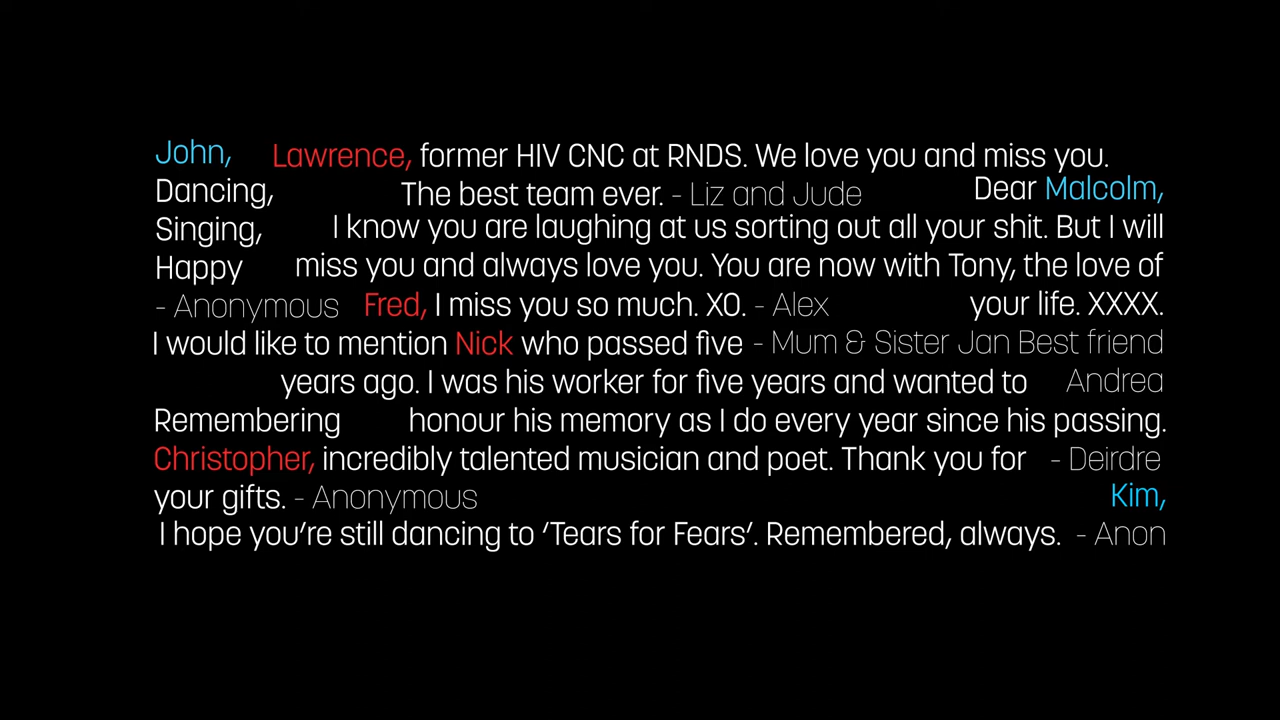 John,
Dancing,
Singing,
Happy
- Anonymous
Lawrence, former HIV CNC at RNDS. We love you and miss you.
The best team ever. - Liz and Jude
Dear Malcolm,
I know you are laughing at us sorting out all your shit. But I will
miss you and always love you. You are now with Tony, the love of
your life. XXXX.
- Mum & Sister Jan Best friend
Andrea
Fred, I miss you so much. XO. - Alex
I would like to mention Nick who passed five
years ago. I was his worker for five years and wanted to
honour his memory as I do every year since his passing.
- Deirdre
Remembering
Christopher, incredibly talented musician and poet. Thank you for
your gifts. - Anonymous
Kim,
I hope you’re still dancing to ‘Tears for Fears’. Remembered, always. - Anon